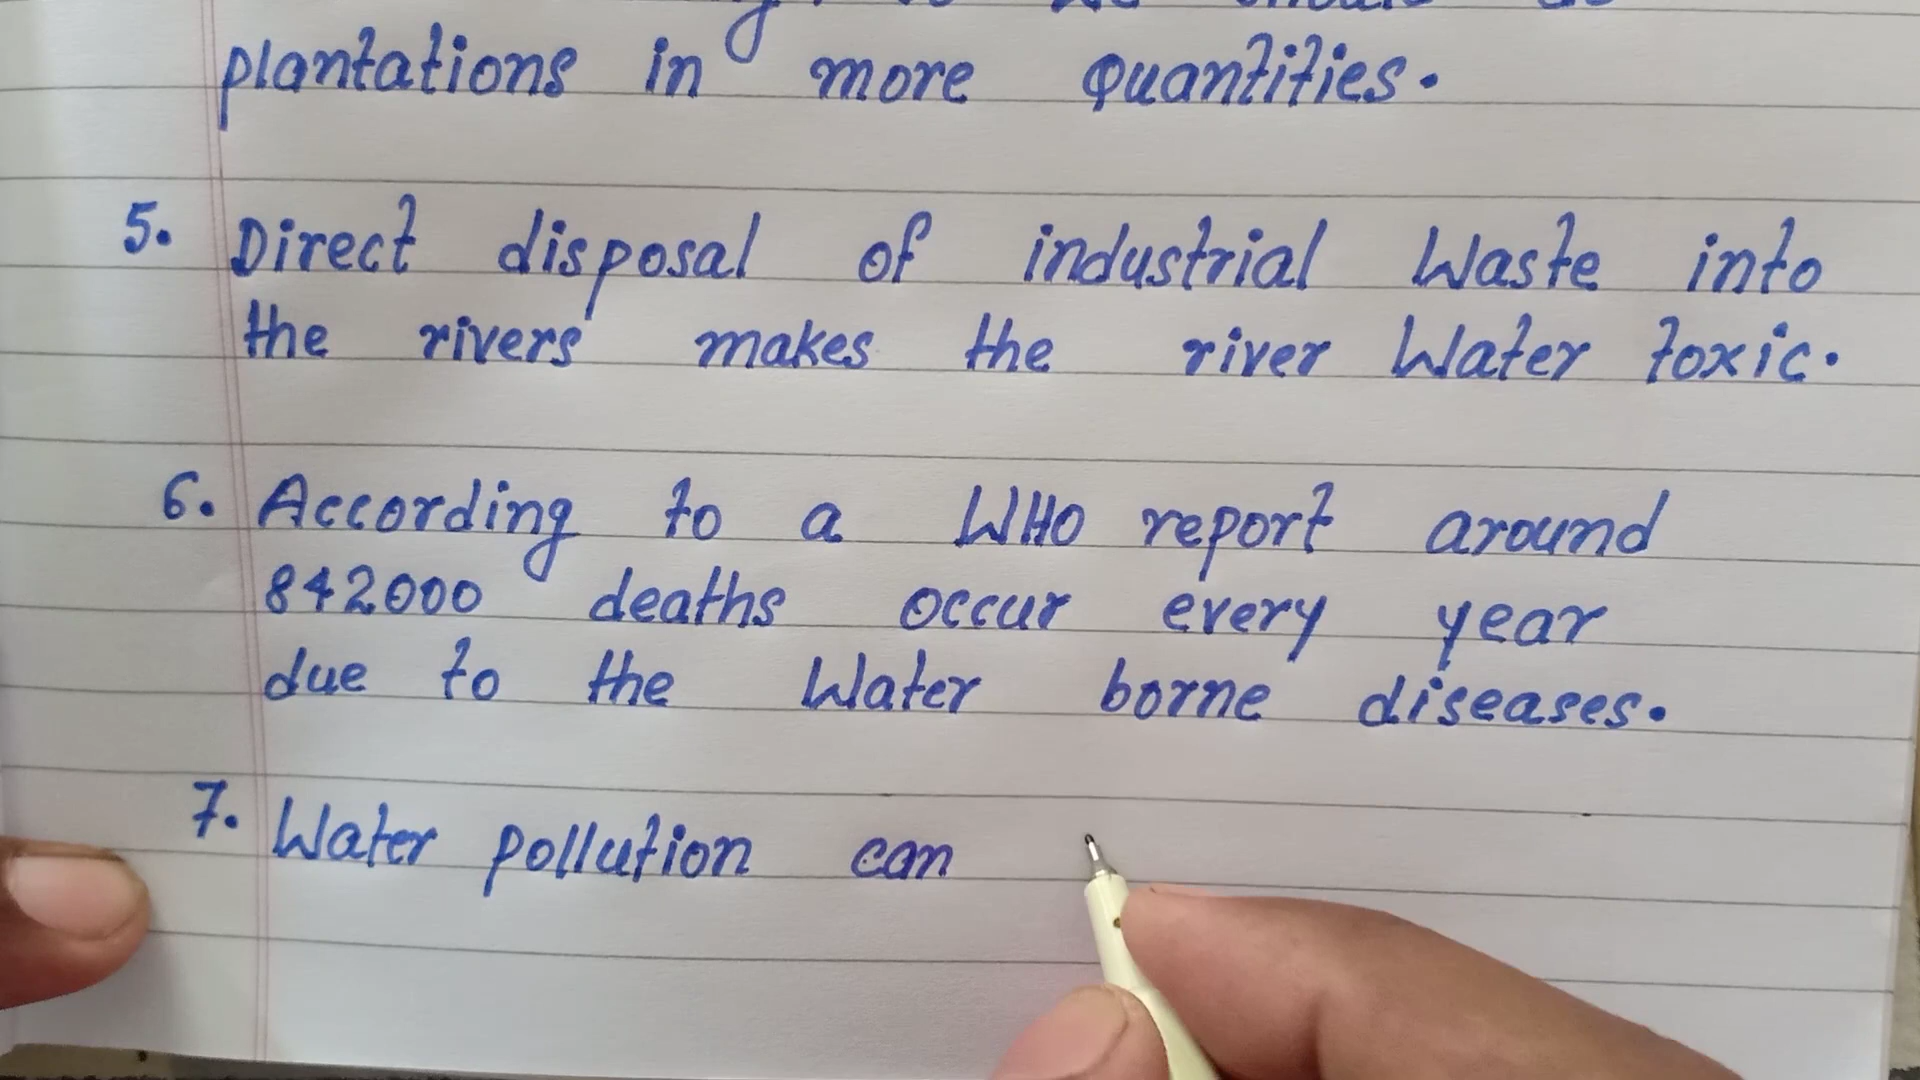 plantations in more Quantities.
5. Direct disposal of industrial Waste into
the rivers makes the river Water toxic.
6. According to a WHO report around
842000 deaths occur every year
due to the Water borne diseases.
7. Water pollution can